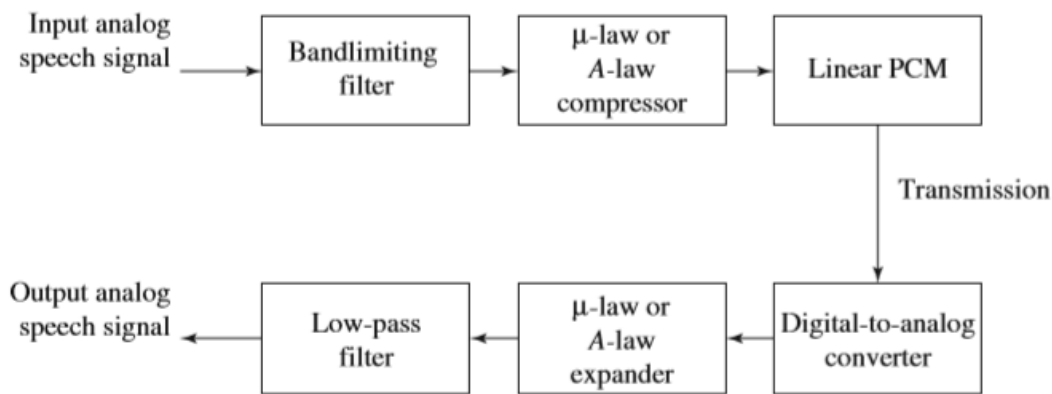 Input analog
speech signal
Bandlimiting
filter
μ-law or
A-law
compressor
Linear PCM
Transmission
Output analog
speech signal
Low-pass
filter
μ-law or
A-law
expander
Digital-to-analog
converter